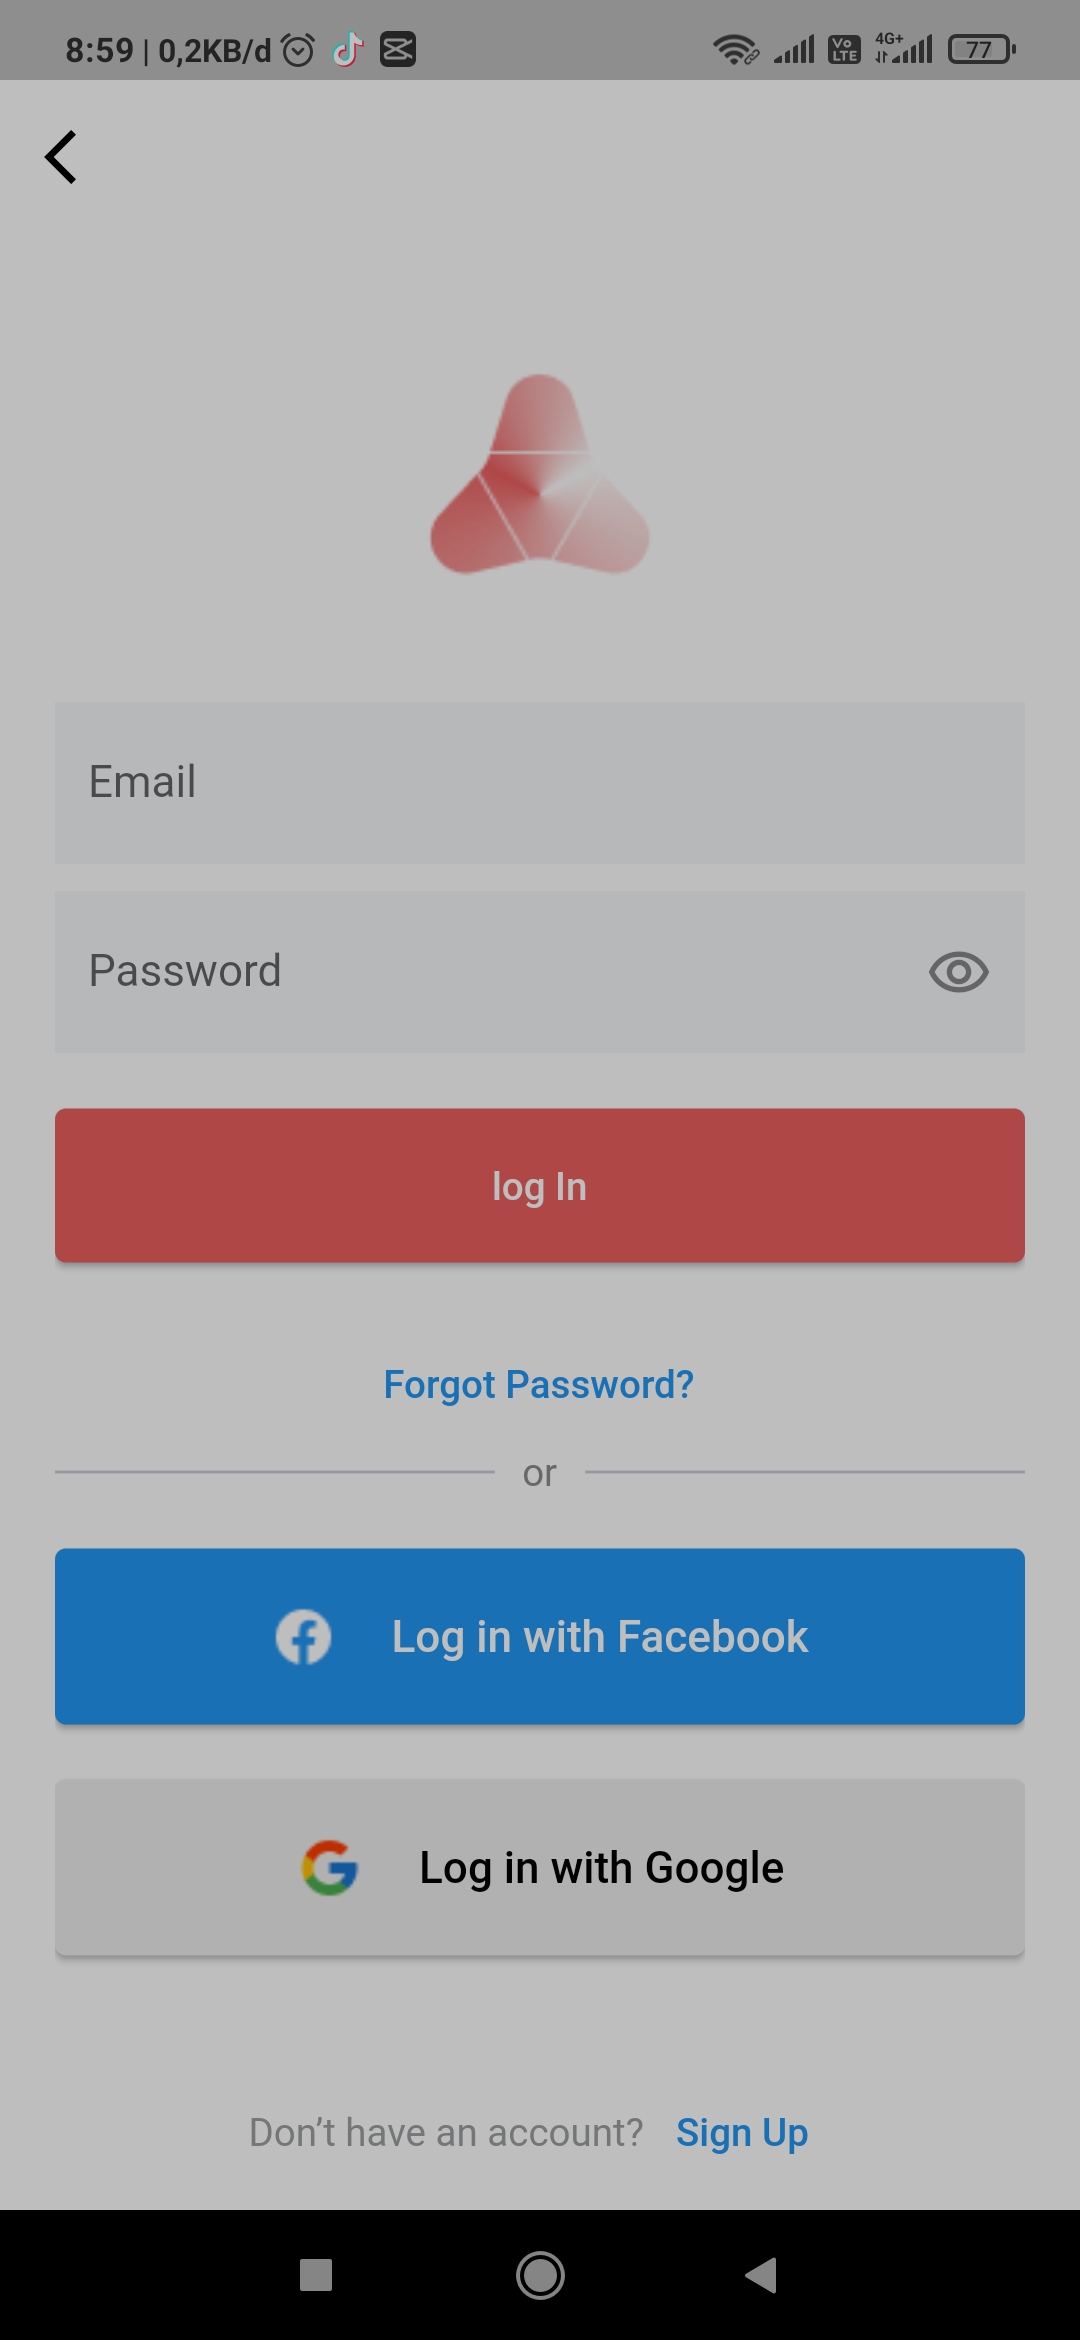 8:59 | 0,2KB/d
Vo LTE 4G+ 77
Email
Password
log In
Forgot Password?
or
Log in with Facebook
Log in with Google
Don’t have an account? Sign Up